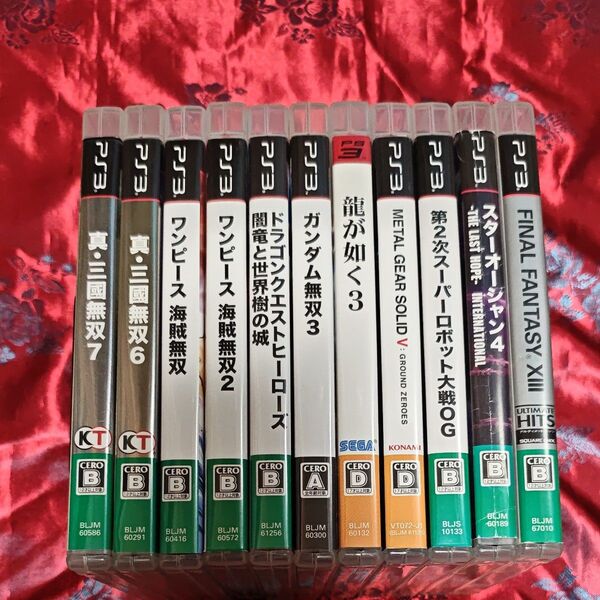 PS3
真・三國無双7
KT
CERO
B
BLJM
60586
PS3
真・三國無双6
KT
CERO
B
BLJM
60291
PS3
ワンピース 海賊無双
CERO
B
BLJM
60416
PS3
ワンピース 海賊無双2
CERO
B
BLJM
60572
PS3
ドラゴンクエストヒーローズ
闇竜と世界樹の城
CERO
B
BLJM
61256
PS3
ガンダム無双3
CERO
A
BLJM
60300
PS3
龍が如く3
SEGA
CERO
D
BLJM
60132
PS3
METAL GEAR SOLID V: GROUND ZEROES
KONAMI
CERO
D
VT072-J1
PS3
第2次スーパーロボット大戦OG
CERO
B
BLJS
10133
PS3
スターオーシャン4
-THE LAST HOPE- INTERNATIONAL
CERO
B
BLJM
60189
PS3
FINAL FANTASY XIII
ULTIMATE
HITS
SQUARE ENIX
CERO
B
BLJM
67010